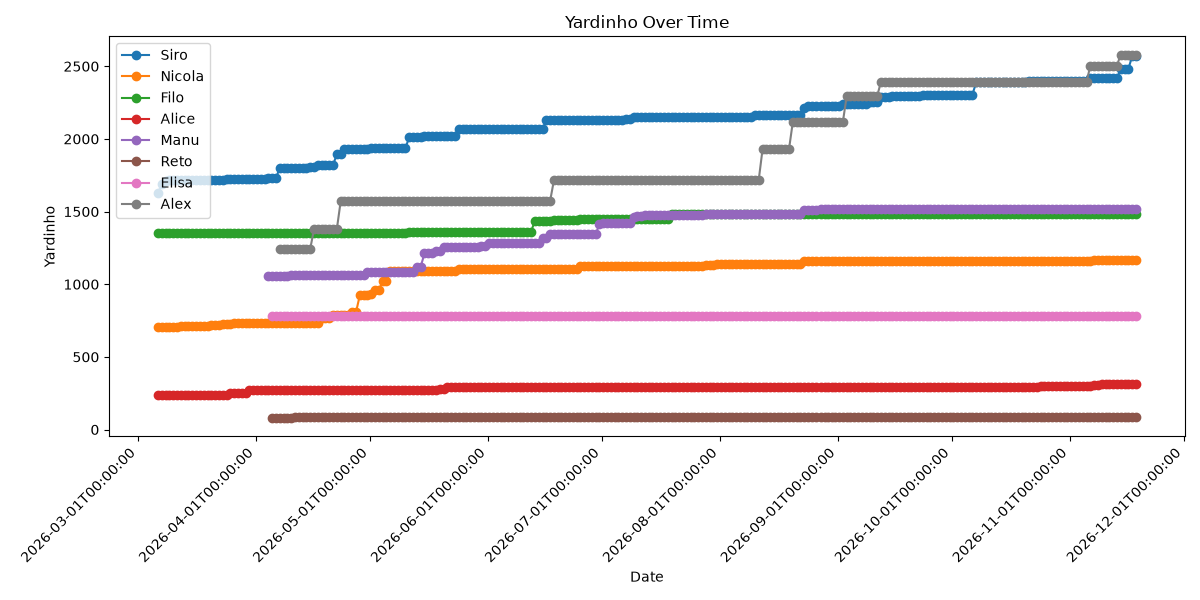 Yardinho Over Time
Siro
Nicola
Filo
Alice
Manu
Reto
Elisa
Alex
Yardinho
2500
2000
1500
1000
500
0
2026-03-01T00:00:00
2026-04-01T00:00:00
2026-05-01T00:00:00
2026-06-01T00:00:00
2026-07-01T00:00:00
2026-08-01T00:00:00
2026-09-01T00:00:00
2026-10-01T00:00:00
2026-11-01T00:00:00
2026-12-01T00:00:00
Date